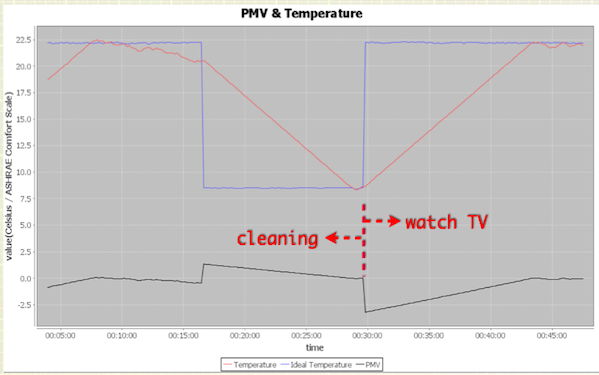 PMV & Temperature
value(Celsius / ASHRAE Comfort Scale)
22.5
20.0
17.5
15.0
12.5
10.0
7.5
5.0
2.5
0.0
-2.5
cleaning
watch TV
00:05:00 00:10:00 00:15:00 00:20:00 00:25:00 00:30:00 00:35:00 00:40:00 00:45:00
time
Temperature Ideal Temperature PMV